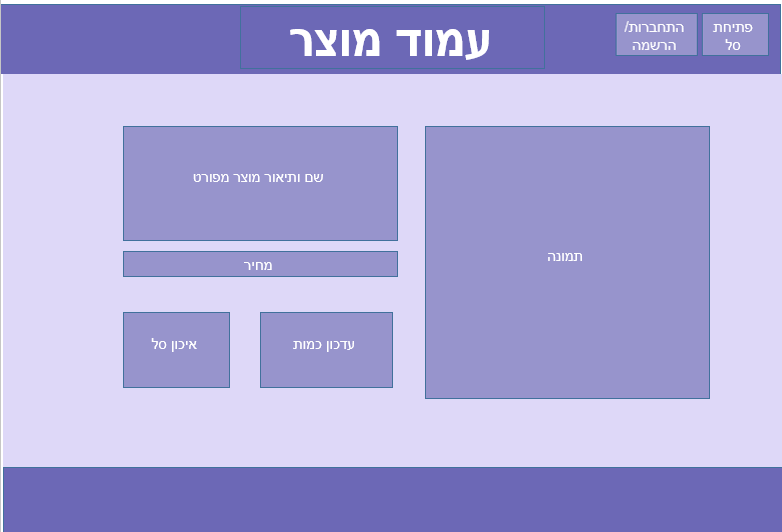 פתיחת
סל
התחברות/
הרשמה
עמוד מוצר
תמונה
שם ותיאור מוצר מפורט
מחיר
עדכון כמות
איכון סל